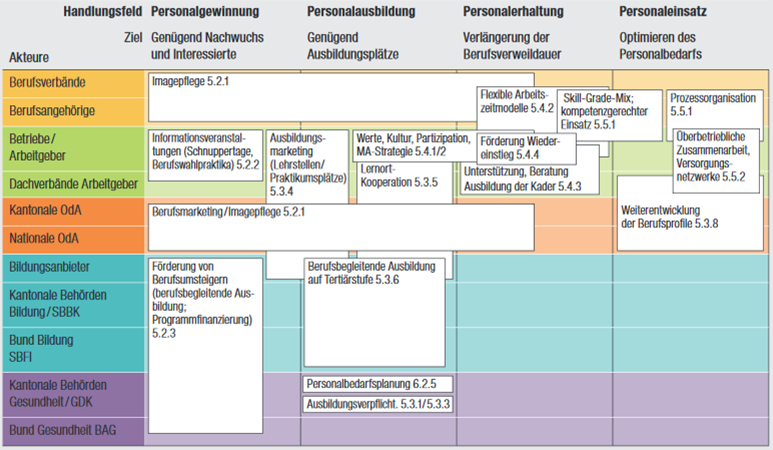 Handlungsfeld
Personalgewinnung
Personalausbildung
Personalerhaltung
Personaleinsatz
Ziel
Genügend Nachwuchs
und Interessierte
Genügend
Ausbildungsplätze
Verlängerung der
Berufsverweildauer
Optimieren des
Personalbedarfs
Akteure
Berufsverbände
Berufsangehörige
Imagepflege 5.2.1
Flexible Arbeits-
zeitmodelle 5.4.2
Skill-Grade-Mix;
kompetenzgerechter
Einsatz 5.5.1
Prozessorganisation
5.5.1
Betriebe/
Arbeitgeber
Dachverbände Arbeitgeber
Informationsveranstal-
tungen (Schnuppertage,
Berufswahlpraktika) 5.2.2
Ausbildungs-
marketing
(Lehrstellen/
Praktikumsplätze)
5.3.4
Werte, Kultur, Partizipation,
MA-Strategie 5.4.1/2
Lernort-
Kooperation 5.3.5
Förderung Wieder-
einstieg 5.4.4
Unterstützung, Beratung
Ausbildung der Kader 5.4.3
Überbetriebliche
Zusammenarbeit,
Versorgungs-
netzwerke 5.5.2
Kantonale OdA
Nationale OdA
Berufsmarketing/Imagepflege 5.2.1
Weiterentwicklung
der Berufsprofile 5.3.8
Bildungsanbieter
Kantonale Behörden
Bildung/SBBK
Bund Bildung
SBFI
Förderung von
Berufsumsteigern
(berufsbegleitende Aus-
bildung;
Programmfinanzierung)
5.2.3
Berufsbegleitende Ausbildung
auf Tertiärstufe 5.3.6
Kantonale Behörden
Gesundheit/GDK
Bund Gesundheit BAG
Personalbedarfsplanung 6.2.5
Ausbildungsverpflicht. 5.3.1/5.3.3